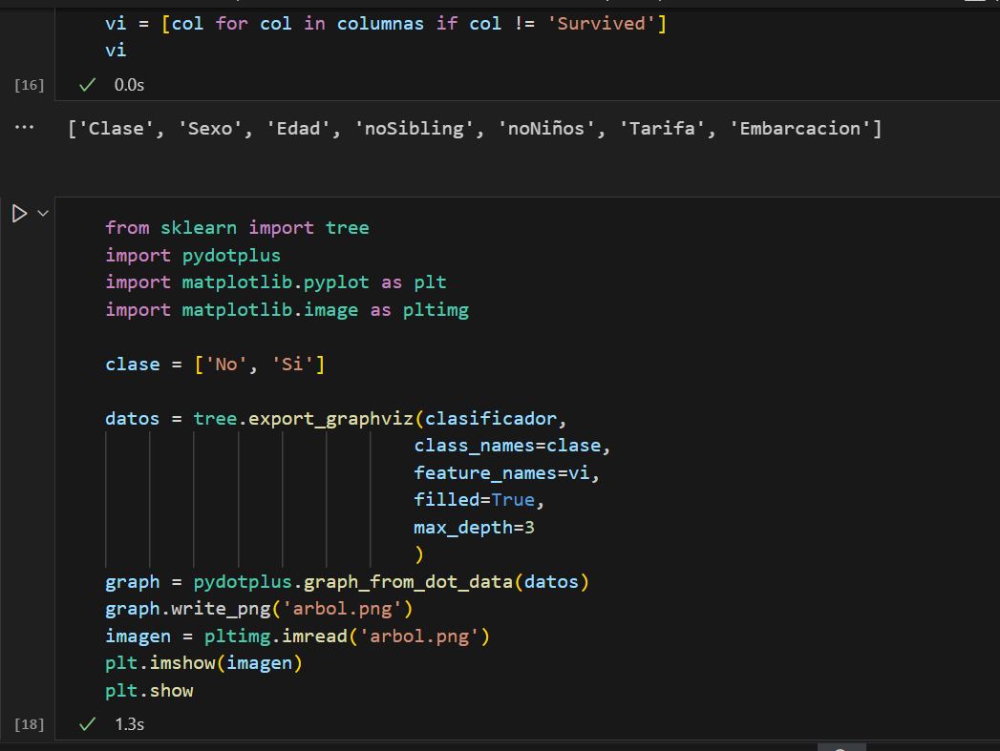 vi = [col for col in columnas if col != 'Survived']
vi
[16]
0.0s
['Clase', 'Sexo', 'Edad', 'noSibling', 'noNiños', 'Tarifa', 'Embarcacion']
from sklearn import tree
import pydotplus
import matplotlib.pyplot as plt
import matplotlib.image as pltimg
clase = ['No', 'Si']
datos = tree.export_graphviz(clasificador,
class_names=clase,
feature_names=vi,
filled=True,
max_depth=3
)
graph = pydotplus.graph_from_dot_data(datos)
graph.write_png('arbol.png')
imagen = pltimg.imread('arbol.png')
plt.imshow(imagen)
plt.show
[18]
1.3s